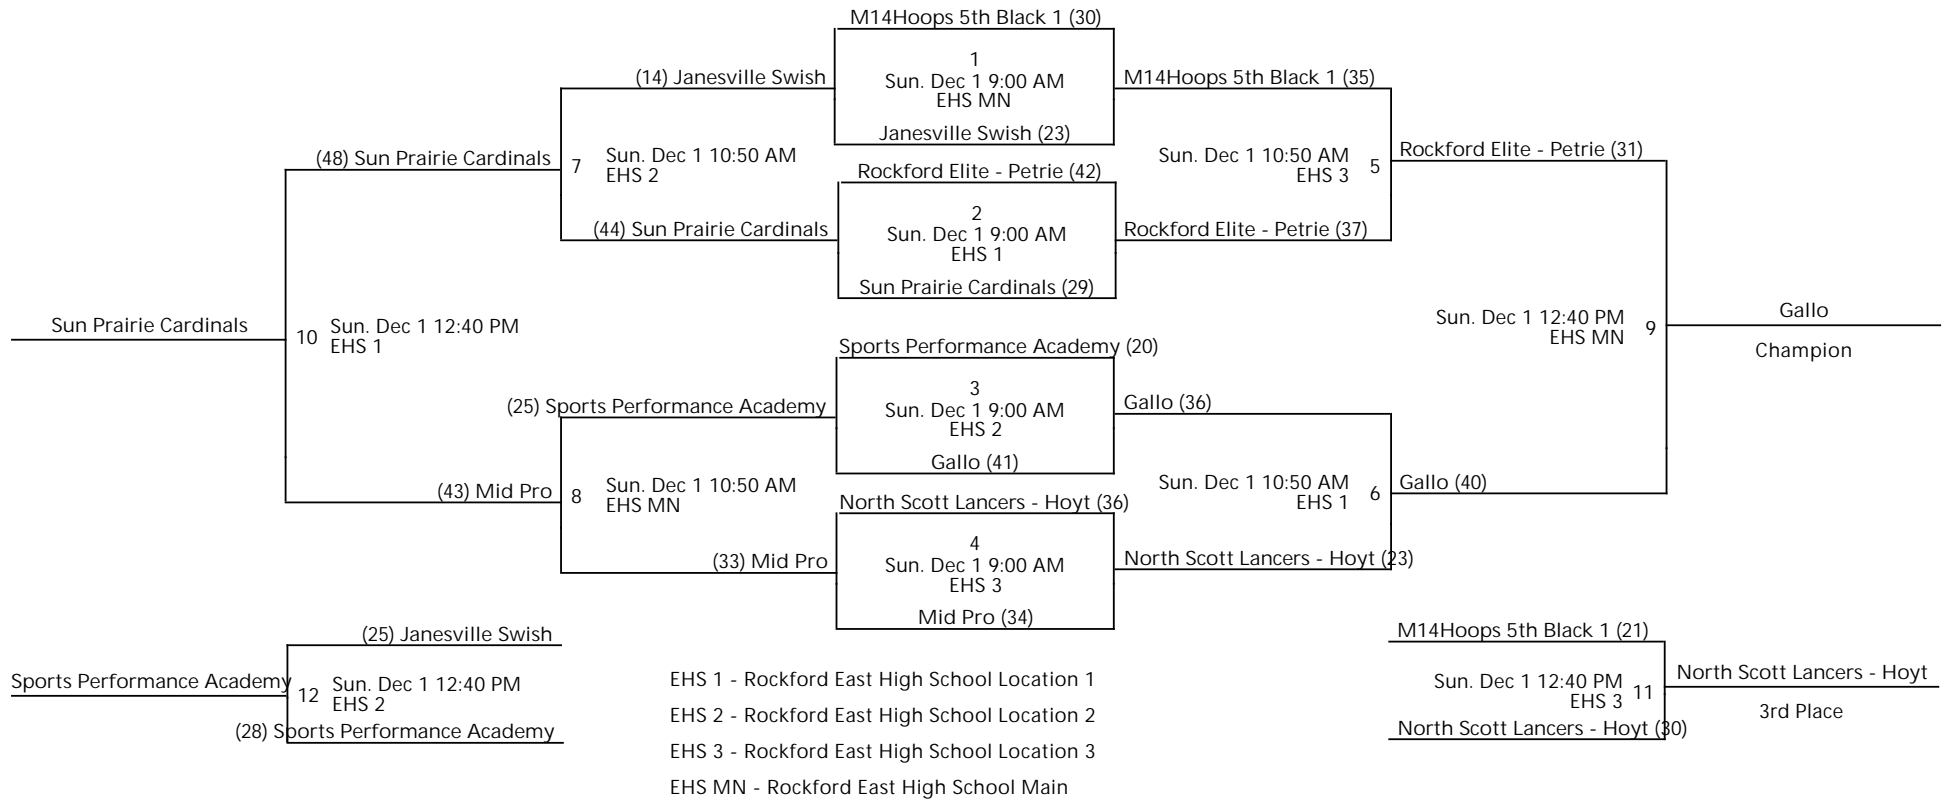 M14Hoops 5th Black 1 (30)
1
Sun. Dec 1 9:00 AM
EHS MN
Janesville Swish (23)
(14) Janesville Swish
M14Hoops 5th Black 1 (35)
(48) Sun Prairie Cardinals
7
Sun. Dec 1 10:50 AM
EHS 2
Sun. Dec 1 10:50 AM
EHS 3
5
Rockford Elite - Petrie (31)
Rockford Elite - Petrie (42)
2
Sun. Dec 1 9:00 AM
EHS 1
Sun Prairie Cardinals (29)
(44) Sun Prairie Cardinals
Rockford Elite - Petrie (37)
Sun Prairie Cardinals
10
Sun. Dec 1 12:40 PM
EHS 1
Sun. Dec 1 12:40 PM
EHS MN
9
Gallo
Champion
Sports Performance Academy (20)
3
Sun. Dec 1 9:00 AM
EHS 2
Gallo (41)
(25) Sports Performance Academy
Gallo (36)
(43) Mid Pro
8
Sun. Dec 1 10:50 AM
EHS MN
Sun. Dec 1 10:50 AM
EHS 1
6
Gallo (40)
North Scott Lancers - Hoyt (36)
4
Sun. Dec 1 9:00 AM
EHS 3
Mid Pro (34)
(33) Mid Pro
North Scott Lancers - Hoyt (23)
(25) Janesville Swish
Sports Performance Academy
12
Sun. Dec 1 12:40 PM
EHS 2
(28) Sports Performance Academy
EHS 1 - Rockford East High School Location 1
EHS 2 - Rockford East High School Location 2
EHS 3 - Rockford East High School Location 3
EHS MN - Rockford East High School Main
M14Hoops 5th Black 1 (21)
Sun. Dec 1 12:40 PM
EHS 3
11
North Scott Lancers - Hoyt
3rd Place
North Scott Lancers - Hoyt (30)